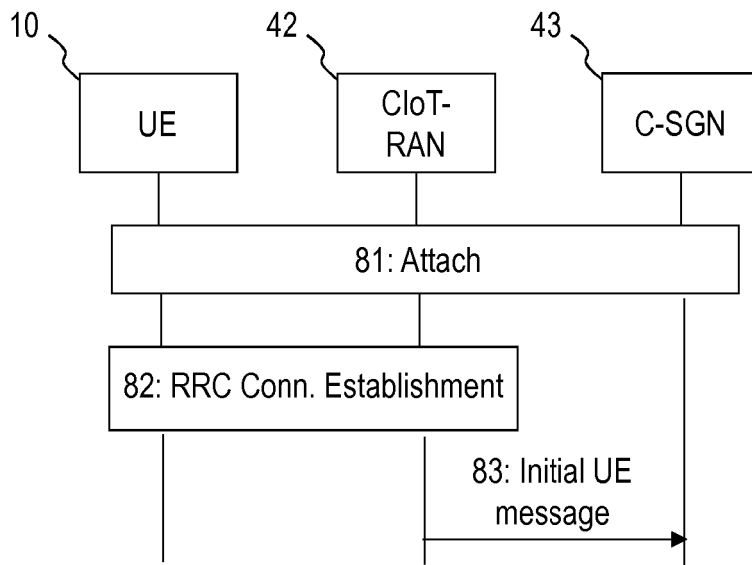 10
42
43
UE
CIoT-
RAN
C-SGN
81: Attach
82: RRC Conn. Establishment
83: Initial UE
message